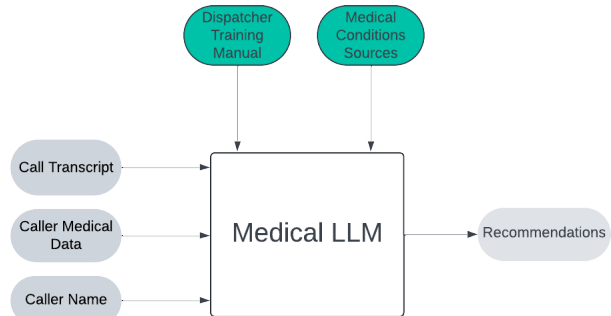 Dispatcher
Training
Manual
Medical
Conditions
Sources
Call Transcript
Caller Medical
Data
Caller Name
Medical LLM
Recommendations